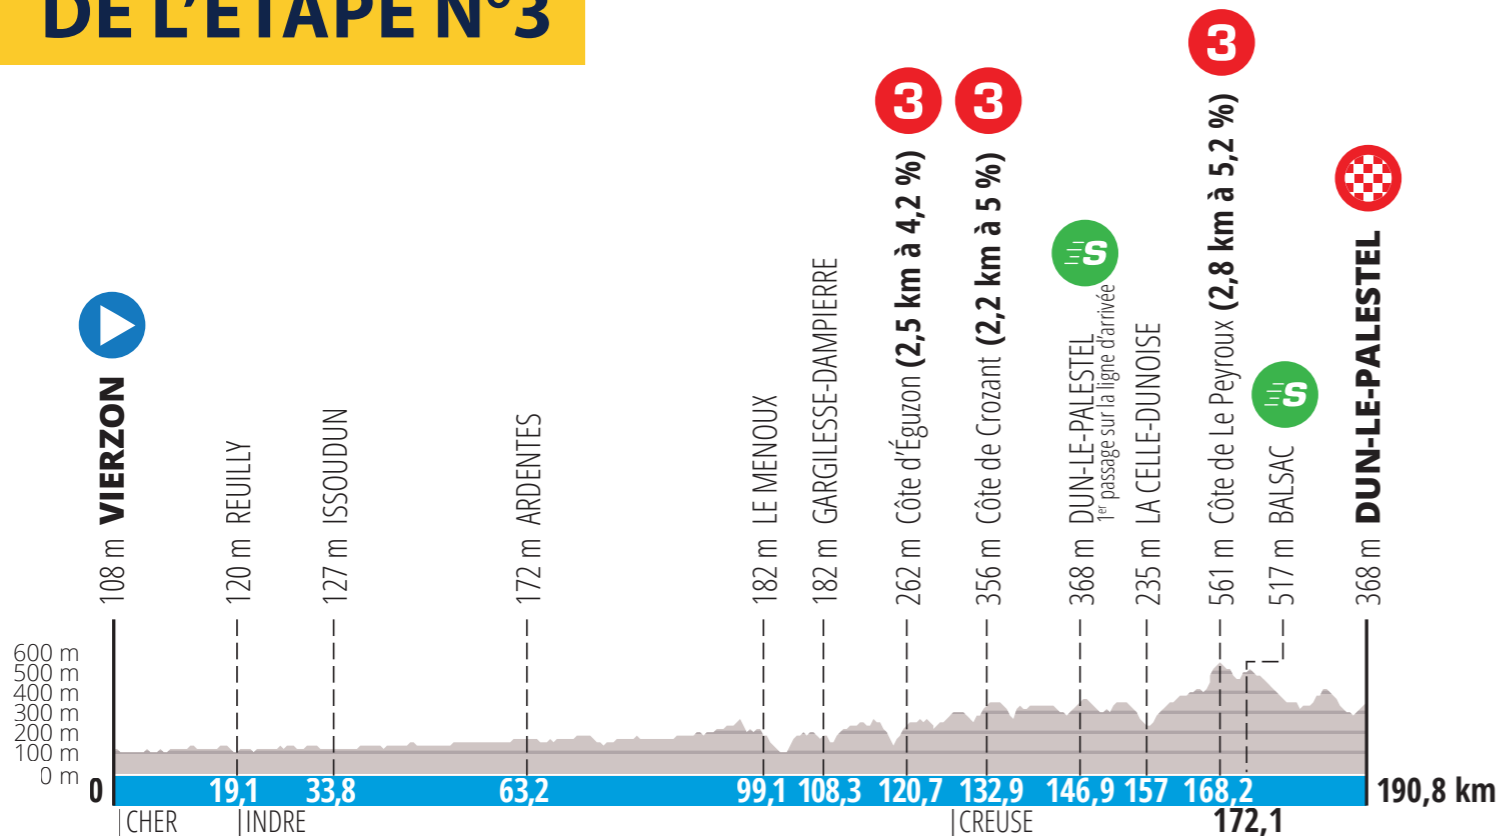 DE L'ÉTAPE N°3
3
3
3
108 m VIERZON
120 m REUILLY
127 m ISSOUDUN
172 m ARDENTES
182 m LE MENOUX
182 m GARGILESSE-DAMPIERRE
262 m Côte d'Éguzon (2,5 km à 4,2 %)
356 m Côte de Crozant (2,2 km à 5 %)
S
368 m DUN-LE-PALESTEL
1er passage sur la ligne d'arrivée
235 m LA CELLE-DUNOISE
561 m Côte de Le Peyroux (2,8 km à 5,2 %)
S
517 m BALSAC
368 m DUN-LE-PALESTEL
600 m
500 m
400 m
300 m
200 m
100 m
0 m
0 19,1 33,8 63,2 99,1 108,3 120,7 132,9 146,9 157 168,2 190,8 km
172,1
CHER INDRE CREUSE